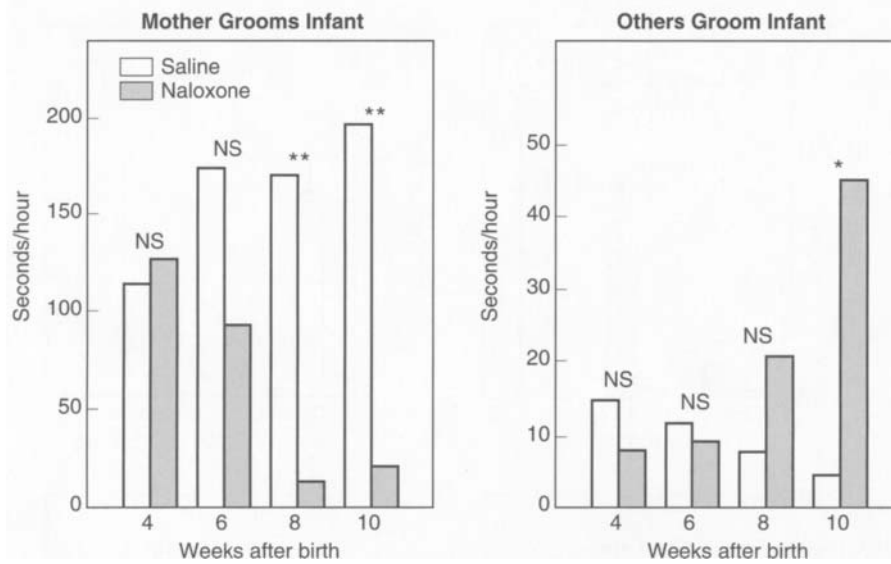 Mother Grooms Infant
Saline
Naloxone
Seconds/hour
200
150
100
50
0
NS
NS
**
**
4 6 8 10
Weeks after birth
Others Groom Infant
Seconds/hour
50
40
20
10
0
NS
NS
NS
*
4 6 8 10
Weeks after birth